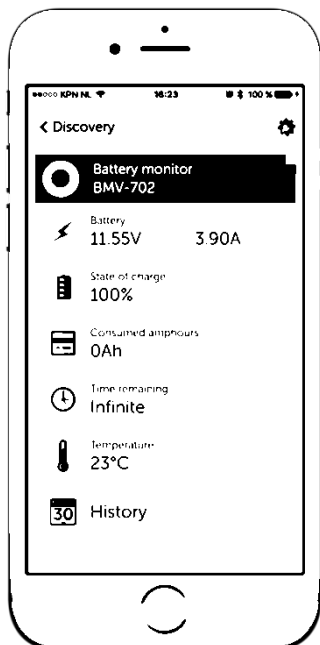 KPN NL 16:23 100 %
< Discovery
Battery monitor
BMV-702
Battery
11.55V 3.90A
State of charge
100%
Consumed amphours
0Ah
Time remaining
Infinite
Temperature
23°C
30 History